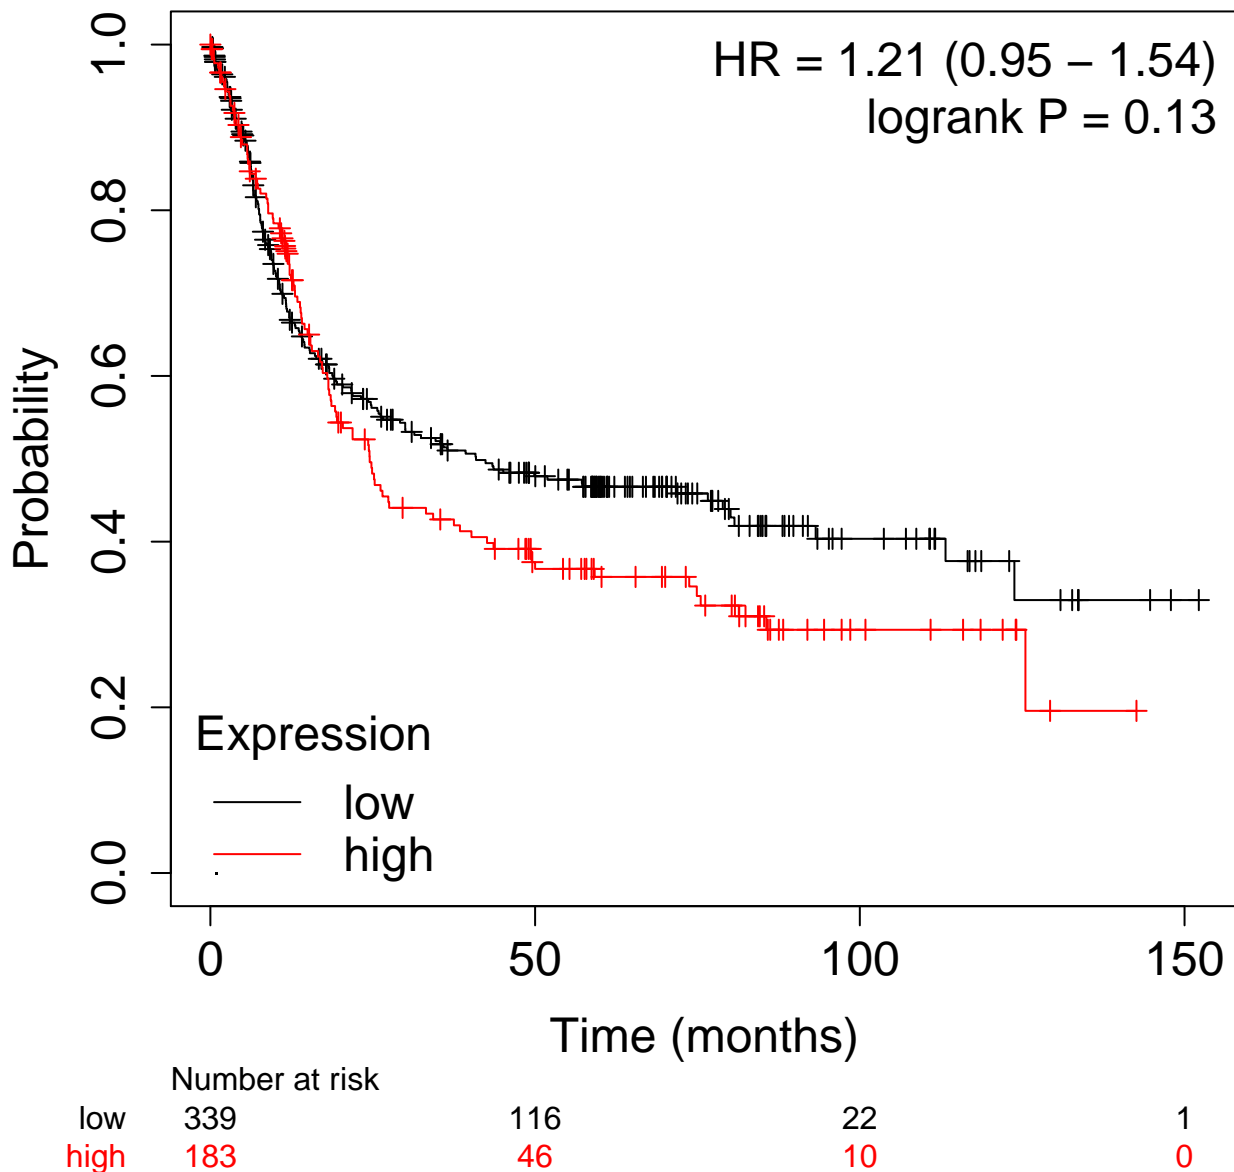 HR = 1.21 (0.95 − 1.54)
logrank P = 0.13
1.0
0.8
0.6
0.4
0.2
0.0
Probability
Expression
low
high
0 50 100 150
Time (months)
Number at risk
low 339 116 22 1
high 183 46 10 0